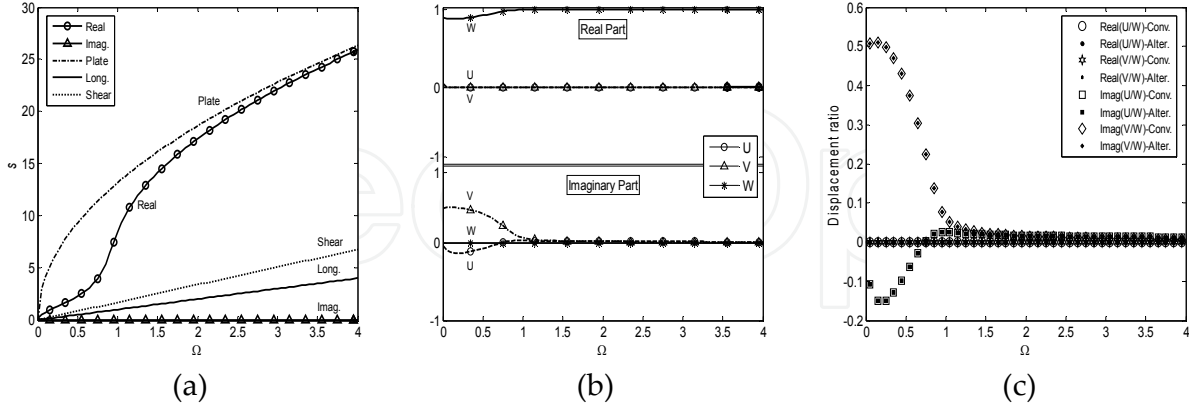 30
25
20
15
10
5
0
s
0 0.5 1 1.5 2 2.5 3 3.5 4
Ω
Real
Imag.
Plate
Long.
Shear
Plate
Real
Shear
Long.
Imag.
(a)
1
0
-1
1
0
-1
0 0.5 1 1.5 2 2.5 3 3.5 4
Ω
V
W
Real Part
U
V
Imaginary Part
V
W
U
U
V
W
(b)
0.6
0.5
0.4
0.3
0.2
0.1
0
-0.1
-0.2
Displacement ratio
0 0.5 1 1.5 2 2.5 3 3.5 4
Ω
Real(U/W)-Conv.
Real(U/W)-Alter.
Real(V/W)-Conv.
Real(V/W)-Alter.
Imag(U/W)-Conv.
Imag(U/W)-Alter.
Imag(V/W)-Conv.
Imag(V/W)-Alter.
(c)